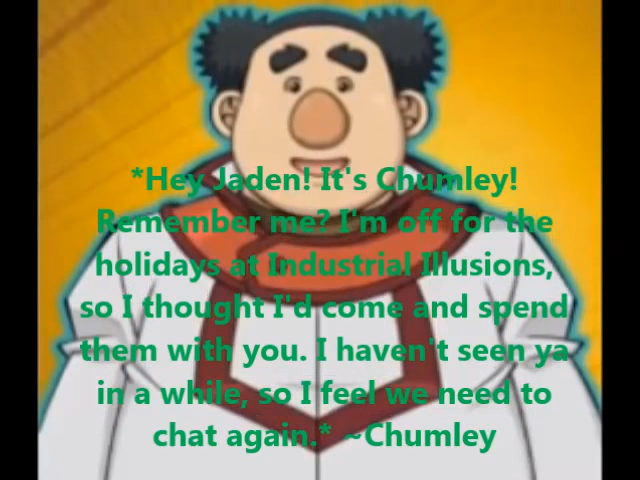 *Hey Jaden! It's Chumley!
Remember me? I'm off for the
holidays at Industrial Illusions,
so I thought I'd come and spend
them with you. I haven't seen ya
in a while, so I feel we need to
chat again.* ~Chumley